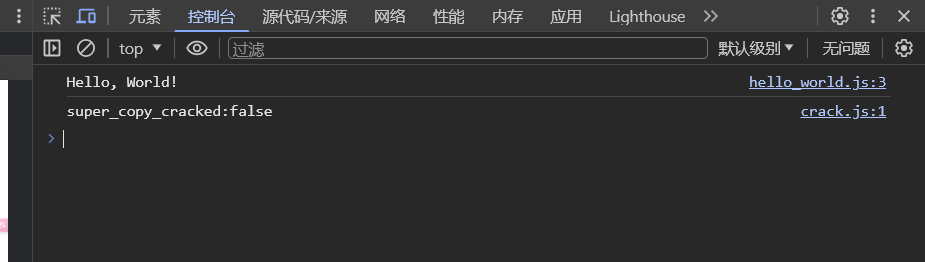 元素 控制台 源代码/来源 网络 性能 内存 应用 Lighthouse
top 过滤 默认级别 无问题
Hello, World! hello_world.js:3
super_copy_cracked:false crack.js:1